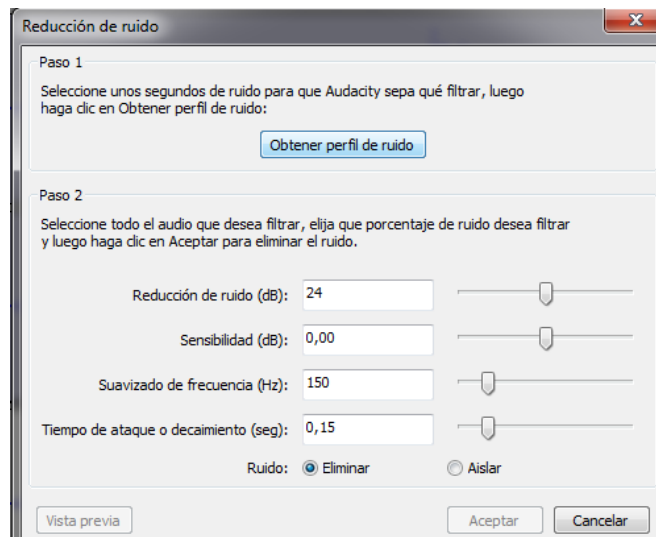 Reducción de ruido
Paso 1
Seleccione unos segundos de ruido para que Audacity sepa qué filtrar, luego
haga clic en Obtener perfil de ruido:
Obtener perfil de ruido
Paso 2
Seleccione todo el audio que desea filtrar, elija que porcentaje de ruido desea filtrar
y luego haga clic en Aceptar para eliminar el ruido.
Reducción de ruido (dB): 24
Sensibilidad (dB): 0,00
Suavizado de frecuencia (Hz): 150
Tiempo de ataque o decaimiento (seg): 0,15
Ruido: Eliminar Aislar
Vista previa Aceptar Cancelar